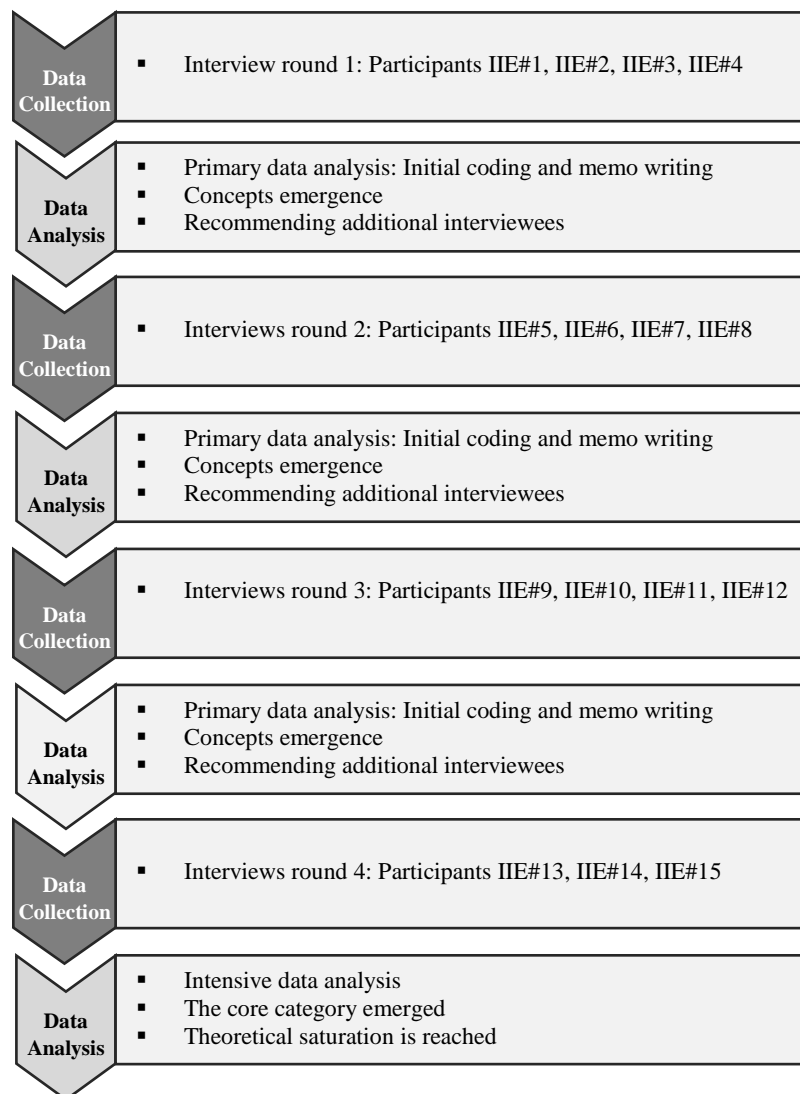 Data
Collection
▪ Interview round 1: Participants IIE#1, IIE#2, IIE#3, IIE#4
Data
Analysis
▪ Primary data analysis: Initial coding and memo writing
▪ Concepts emergence
▪ Recommending additional interviewees
Data
Collection
▪ Interviews round 2: Participants IIE#5, IIE#6, IIE#7, IIE#8
Data
Analysis
▪ Primary data analysis: Initial coding and memo writing
▪ Concepts emergence
▪ Recommending additional interviewees
Data
Collection
▪ Interviews round 3: Participants IIE#9, IIE#10, IIE#11, IIE#12
Data
Analysis
▪ Primary data analysis: Initial coding and memo writing
▪ Concepts emergence
▪ Recommending additional interviewees
Data
Collection
▪ Interviews round 4: Participants IIE#13, IIE#14, IIE#15
Data
Analysis
▪ Intensive data analysis
▪ The core category emerged
▪ Theoretical saturation is reached